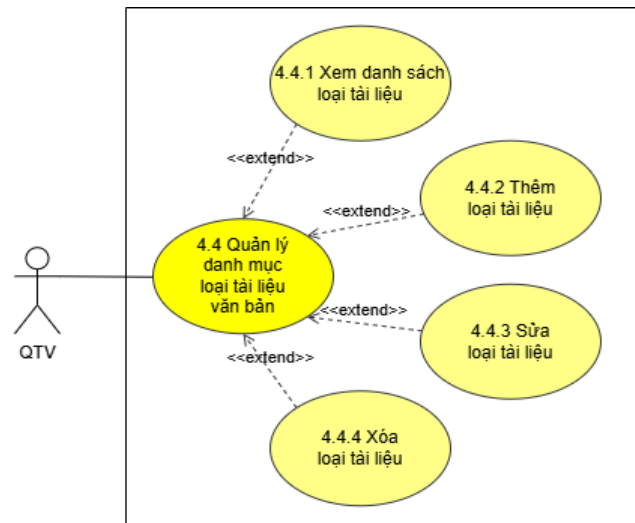 4.4.1 Xem danh sách
loại tài liệu
<<extend>>
4.4.2 Thêm
loại tài liệu
<<extend>>
4.4 Quản lý
danh mục
loại tài liệu
văn bản
QTV
<<extend>>
4.4.3 Sửa
loại tài liệu
<<extend>>
4.4.4 Xóa
loại tài liệu